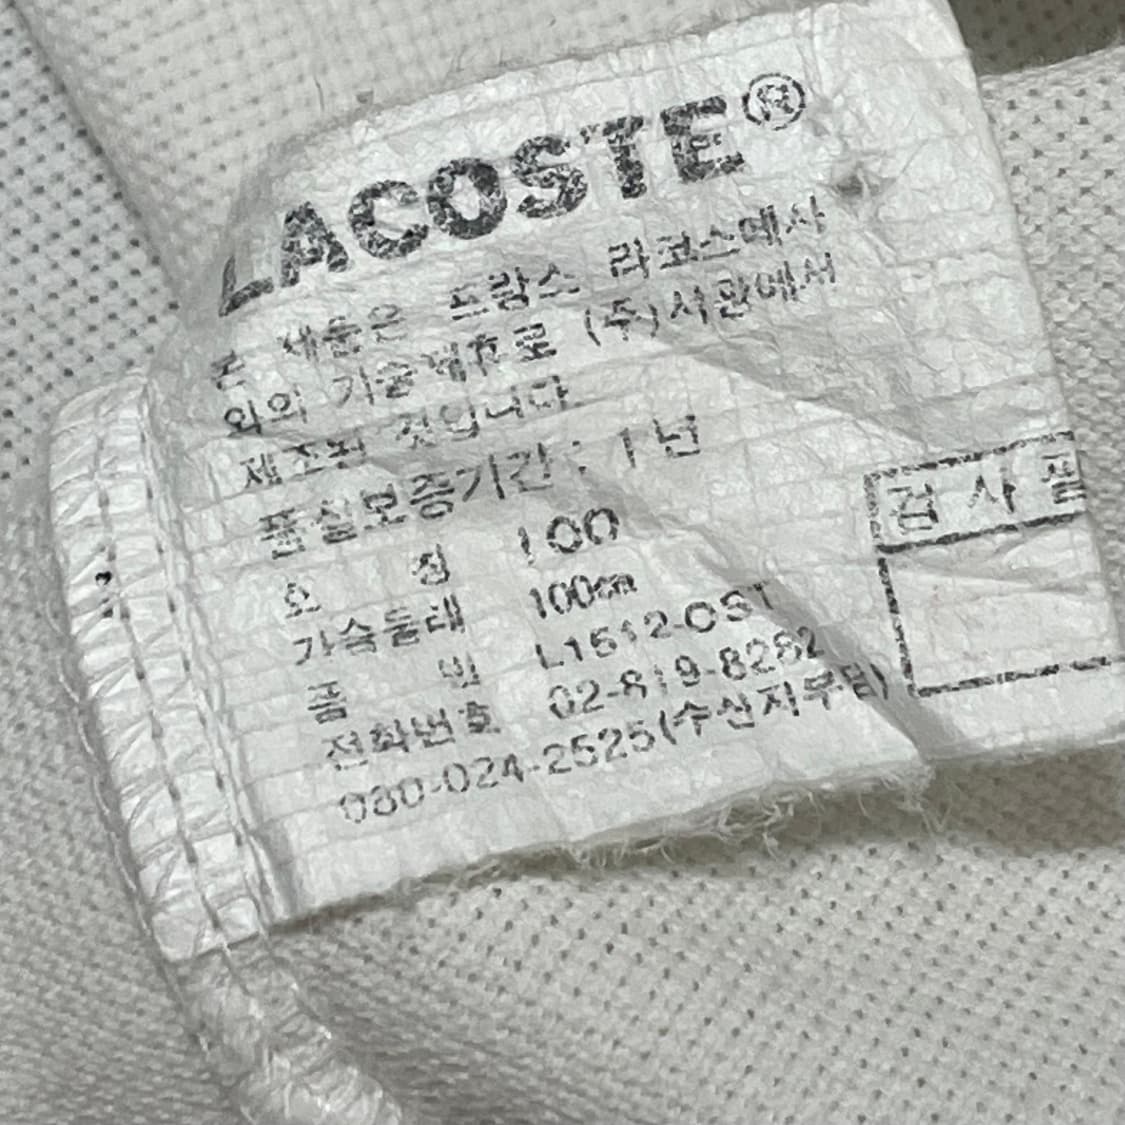 LACOSTE®
본 제품은 프랑스 라코스떼사
와의 기술제휴로 (주)서광에서
제조된 것입니다.
품질보증기간 : 1년
호 칭 100
가슴둘레 100cm
품 번 L1512-OST
전화번호 02-819-8282
080-024-2525(수신자부담)
검 사 필